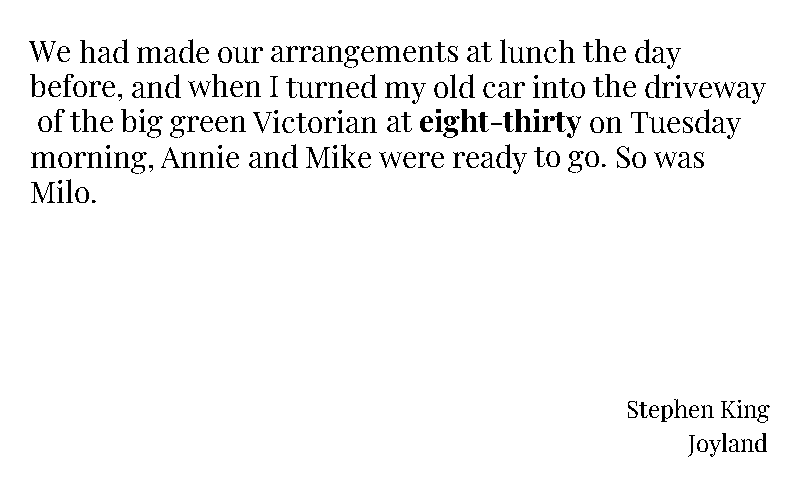 We had made our arrangements at lunch the day
before, and when I turned my old car into the driveway
of the big green Victorian at eight-thirty on Tuesday
morning, Annie and Mike were ready to go. So was
Milo.
Stephen King
Joyland